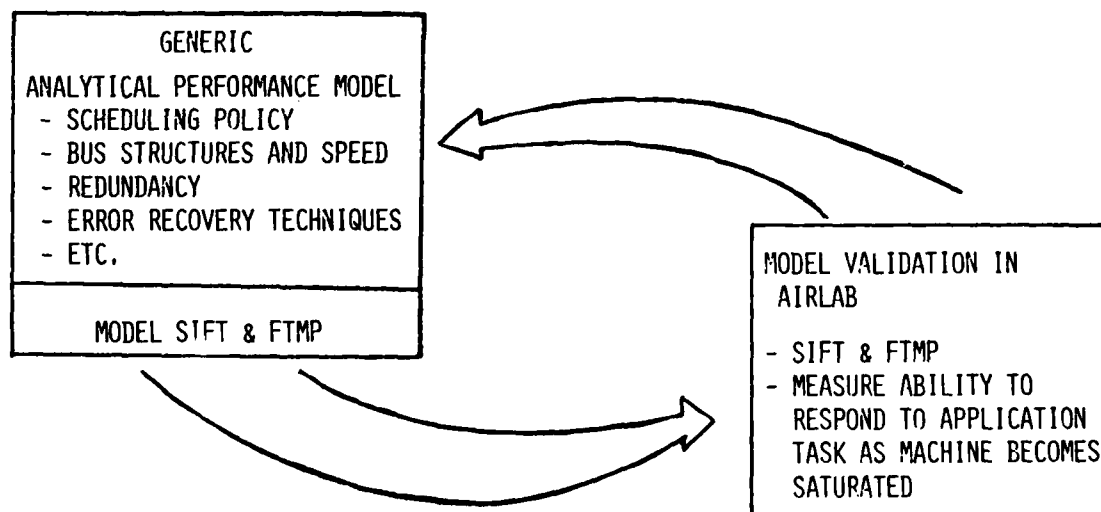 GENERIC
ANALYTICAL PERFORMANCE MODEL
- SCHEDULING POLICY
- BUS STRUCTURES AND SPEED
- REDUNDANCY
- ERROR RECOVERY TECHNIQUES
- ETC.
MODEL SIFT & FTMP
MODEL VALIDATION IN
AIRLAB
- SIFT & FTMP
- MEASURE ABILITY TO
RESPOND TO APPLICATION
TASK AS MACHINE BECOMES
SATURATED